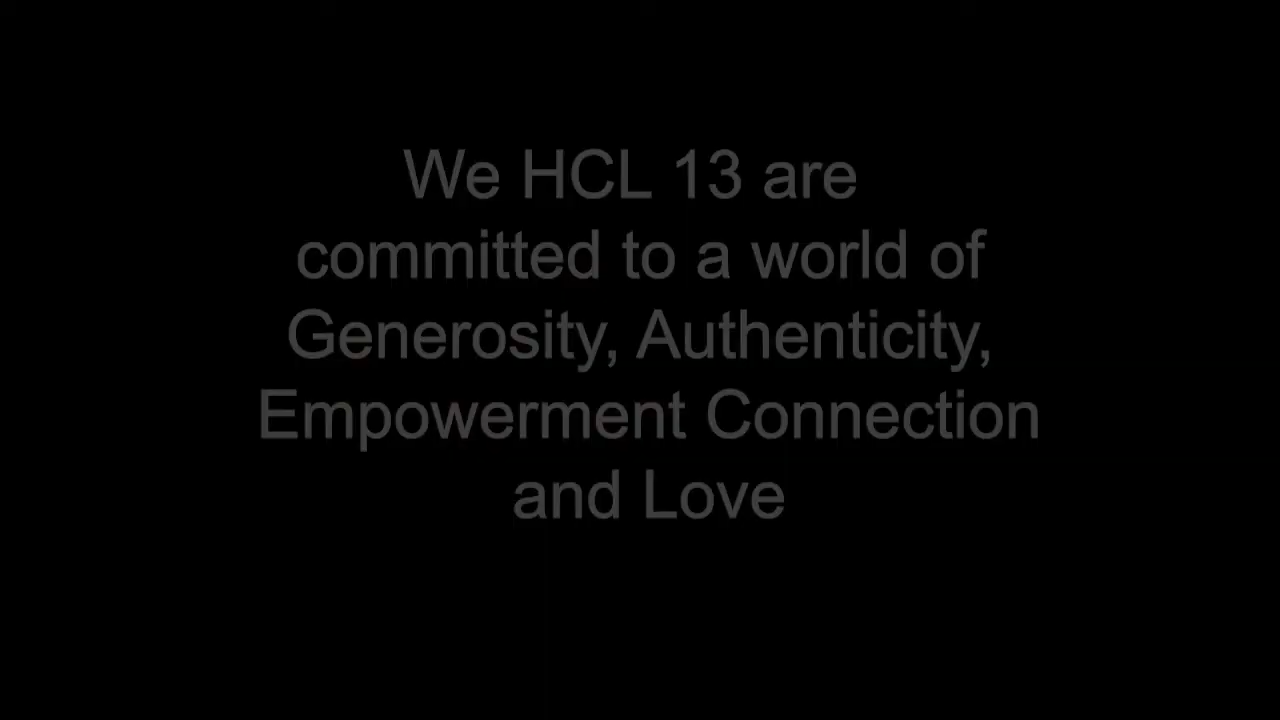 We HCL 13 are
committed to a world of
Generosity, Authenticity,
Empowerment Connection
and Love